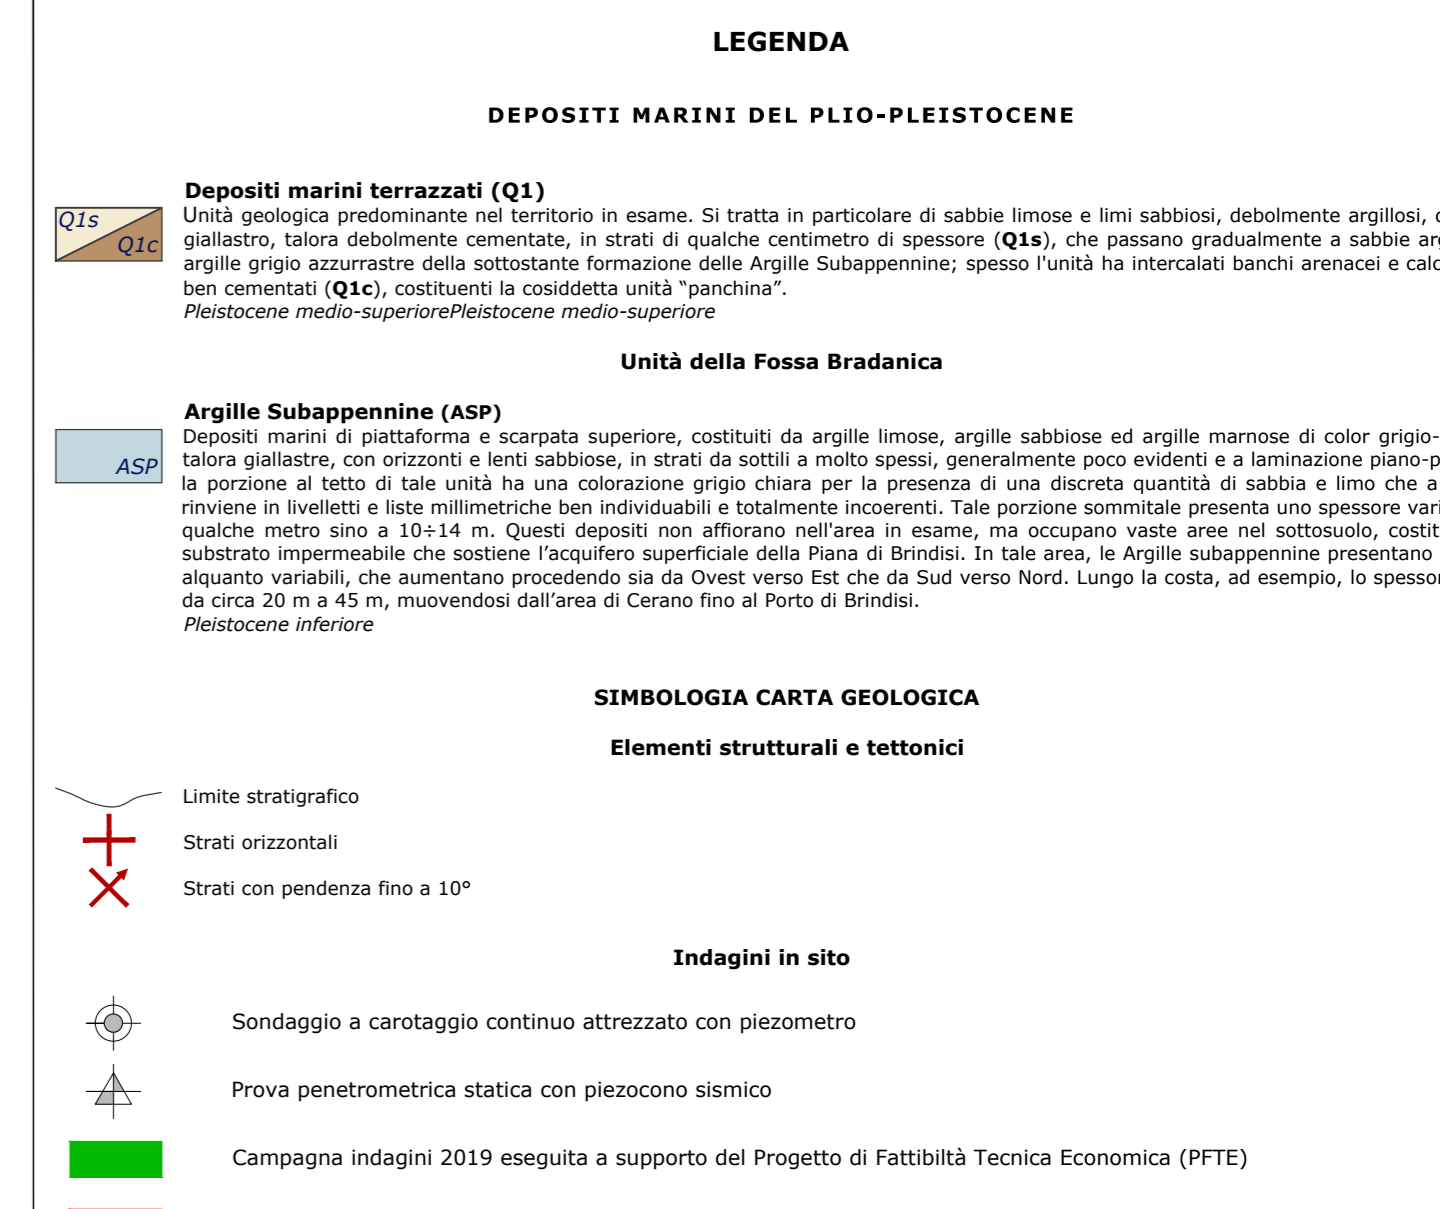 LEGENDA
DEPOSITI MARINI DEL PLIO-PLEISTOCENE
Depositi marini terrazzati (Q1)
Q1s
Q1c
Unità geologica predominante nel territorio in esame. Si tratta in particolare di sabbie limose e limi sabbiosi, debolmente argillosi,
giallastro, talora debolmente cementate, in strati di qualche centimetro di spessore (Q1s), che passano gradualmente a sabbie
argille grigio azzurrastre della sottostante formazione delle Argille Subappennine; spesso l'unità ha intercalati banchi arenacei e
ben cementati (Q1c), costituenti la cosiddetta unità “panchina”.
Pleistocene medio-superiorePleistocene medio-superiore
Unità della Fossa Bradanica
Argille Subappennine (ASP)
ASP
Depositi marini di piattaforma e scarpata superiore, costituiti da argille limose, argille sabbiose ed argille marnose di color grigio-
talora giallastre, con orizzonti e lenti sabbiose, in strati da sottili a molto spessi, generalmente poco evidenti e a laminazione
la porzione al tetto di tale unità ha una colorazione grigio chiara per la presenza di una discreta quantità di sabbia e limo che a
rinviene in livelletti e liste millimetriche ben individuabili e totalmente incoerenti. Tale porzione sommitale presenta uno spessore
qualche metro sino a 10÷14 m. Questi depositi non affiorano nell'area in esame, ma occupano vaste aree nel sottosuolo,
substrato impermeabile che sostiene l’acquifero superficiale della Piana di Brindisi. In tale area, le Argille subappennine presentano
alquanto variabili, che aumentano procedendo sia da Ovest verso Est che da Sud verso Nord. Lungo la costa, ad esempio, lo
da circa 20 m a 45 m, muovendosi dall’area di Cerano fino al Porto di Brindisi.
Pleistocene inferiore
SIMBOLOGIA CARTA GEOLOGICA
Elementi strutturali e tettonici
Limite stratigrafico
Strati orizzontali
Strati con pendenza fino a 10°
Indagini in sito
Sondaggio a carotaggio continuo attrezzato con piezometro
Prova penetrometrica statica con piezocono sismico
Campagna indagini 2019 eseguita a supporto del Progetto di Fattibiltà Tecnica Economica (PFTE)